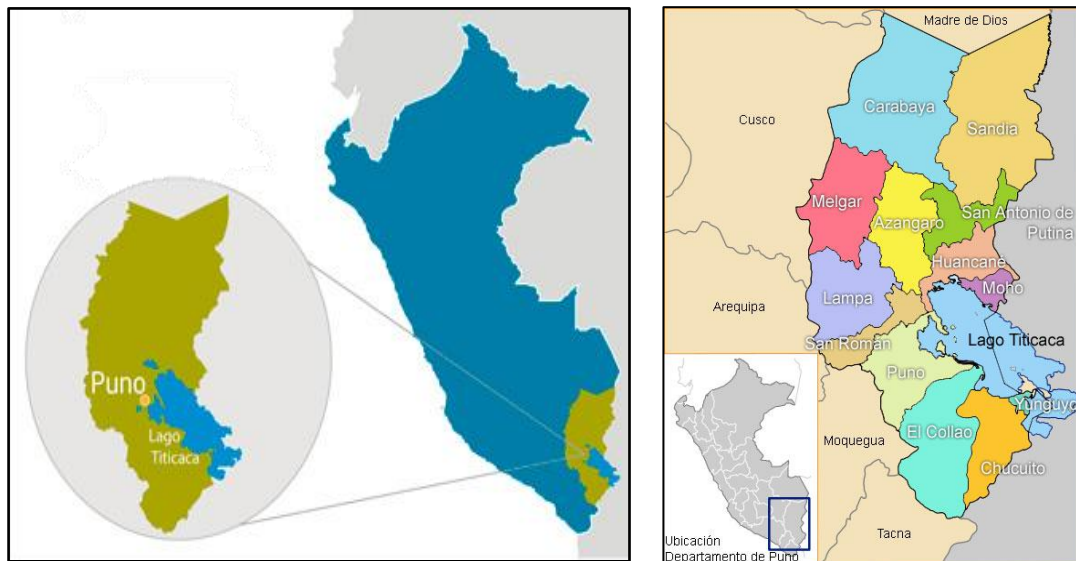 Puno
Lago
Titicaca
Madre de Dios
Carabaya
Cusco
Sandia
Melgar
Azangaro
San Antonio de
Putina
Huancané
Moho
Lampa
Arequipa
San Román
Lago Titicaca
Puno
Yunguyo
El Collao
Moquegua
Chucuito
Tacna
Ubicación
Departamento de Puno